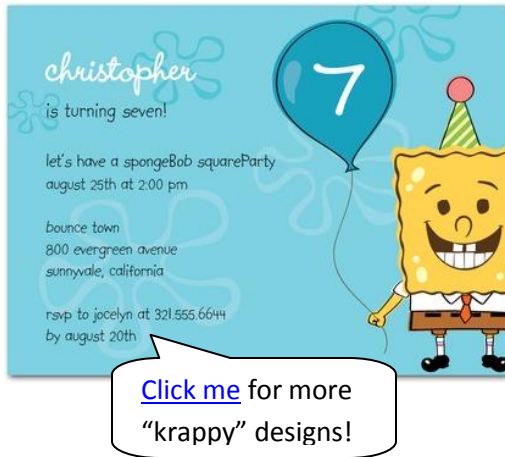 christopher
is turning seven!
7
let's have a spongeBob squareParty
august 25th at 2:00 pm
bounce town
800 evergreen avenue
sunnyvale, california
rsvp to jocelyn at 321.555.6644
by august 20th
Click me for more
“krappy” designs!